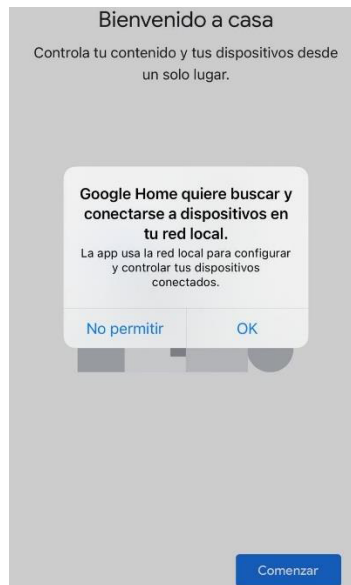 Bienvenido a casa
Controla tu contenido y tus dispositivos desde
un solo lugar.
Google Home quiere buscar y
conectarse a dispositivos en
tu red local.
La app usa la red local para configurar
y controlar tus dispositivos
conectados.
No permitir
OK
Comenzar